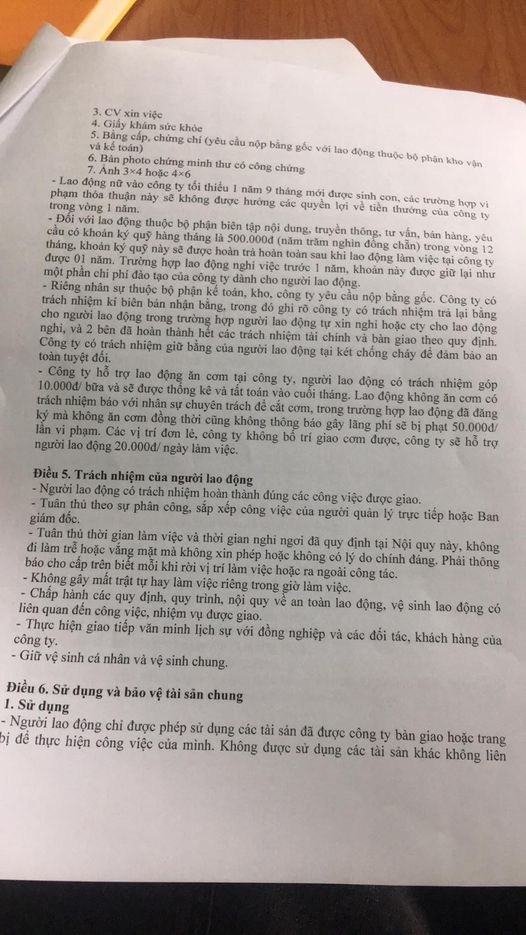 3. CV xin việc
4. Giấy khám sức khỏe
5. Bằng cấp, chứng chỉ (yêu cầu nộp bằng gốc với lao động thuộc bộ phận kho vận
và kế toán)
6. Bản photo chứng minh thư có công chứng
7. Ảnh 3×4 hoặc 4×6
- Lao động nữ vào công ty tối thiểu 1 năm 9 tháng mới được sinh con, các trường hợp vi
phạm thỏa thuận này sẽ không được hưởng các quyền lợi về tiền thưởng của công ty
trong vòng 1 năm.
- Đối với lao động thuộc bộ phận biên tập nội dung, truyền thông, tư vấn, bán hàng, yêu
cầu có khoán ký quỹ hàng tháng là 500.000đ (năm trăm nghìn đồng chẵn) trong vòng 12
tháng, khoản ký quỹ này sẽ được hoàn trả hoàn toàn sau khi lao động làm việc tại công ty
được 01 năm. Trường hợp lao động nghỉ việc trước 1 năm, khoản này được giữ lại như
một phần chi phí đào tạo của công ty dành cho người lao động.
- Riêng nhân sự thuộc bộ phận kế toán, kho, công ty yêu cầu nộp bằng gốc. Công ty có
trách nhiệm kí biên bản nhận bằng, trong đó ghi rõ công ty có trách nhiệm trả lại bằng
cho người lao động trong trường hợp người lao động tự xin nghỉ hoặc cty cho lao động
nghỉ, và 2 bên đã hoàn thành hết các trách nhiệm tài chính và bàn giao theo quy định.
Công ty có trách nhiệm giữ bằng của người lao động tại két chống cháy để đảm bảo an
toàn tuyệt đối.
- Công ty hỗ trợ lao động ăn cơm tại công ty, người lao động có trách nhiệm góp
10.000đ/ bữa và sẽ được thống kê và tất toán vào cuối tháng. Lao động không ăn cơm có
trách nhiệm báo với nhân sự chuyên trách để cắt cơm, trong trường hợp lao động đã đăng
ký mà không ăn cơm đồng thời cũng không thông báo gây lãng phí sẽ bị phạt 50.000đ/
lần vi phạm. Các vị trí đơn lẻ, công ty không bố trí giao cơm được, công ty sẽ hỗ trợ
người lao động 20.000đ/ ngày làm việc.
Điều 5. Trách nhiệm của người lao động
- Người lao động có trách nhiệm hoàn thành đúng các công việc được giao.
- Tuân thủ theo sự phân công, sắp xếp công việc của người quản lý trực tiếp hoặc Ban
giám đốc.
- Tuân thủ thời gian làm việc và thời gian nghỉ ngơi đã quy định tại Nội quy này, không
đi làm trễ hoặc vắng mặt mà không xin phép hoặc không có lý do chính đáng. Phải thông
báo cho cấp trên biết mỗi khi rời vị trí làm việc hoặc ra ngoài công tác.
- Không gây mất trật tự hay làm việc riêng trong giờ làm việc.
- Chấp hành các quy định, quy trình, nội quy về an toàn lao động, vệ sinh lao động có
liên quan đến công việc, nhiệm vụ được giao.
- Thực hiện giao tiếp văn minh lịch sự với đồng nghiệp và các đối tác, khách hàng của
công ty.
- Giữ vệ sinh cá nhân và vệ sinh chung.
Điều 6. Sử dụng và bảo vệ tài sản chung
1. Sử dụng
- Người lao động chỉ được phép sử dụng các tài sản đã được công ty bàn giao hoặc trang
bị để thực hiện công việc của mình. Không được sử dụng các tài sản khác không liên